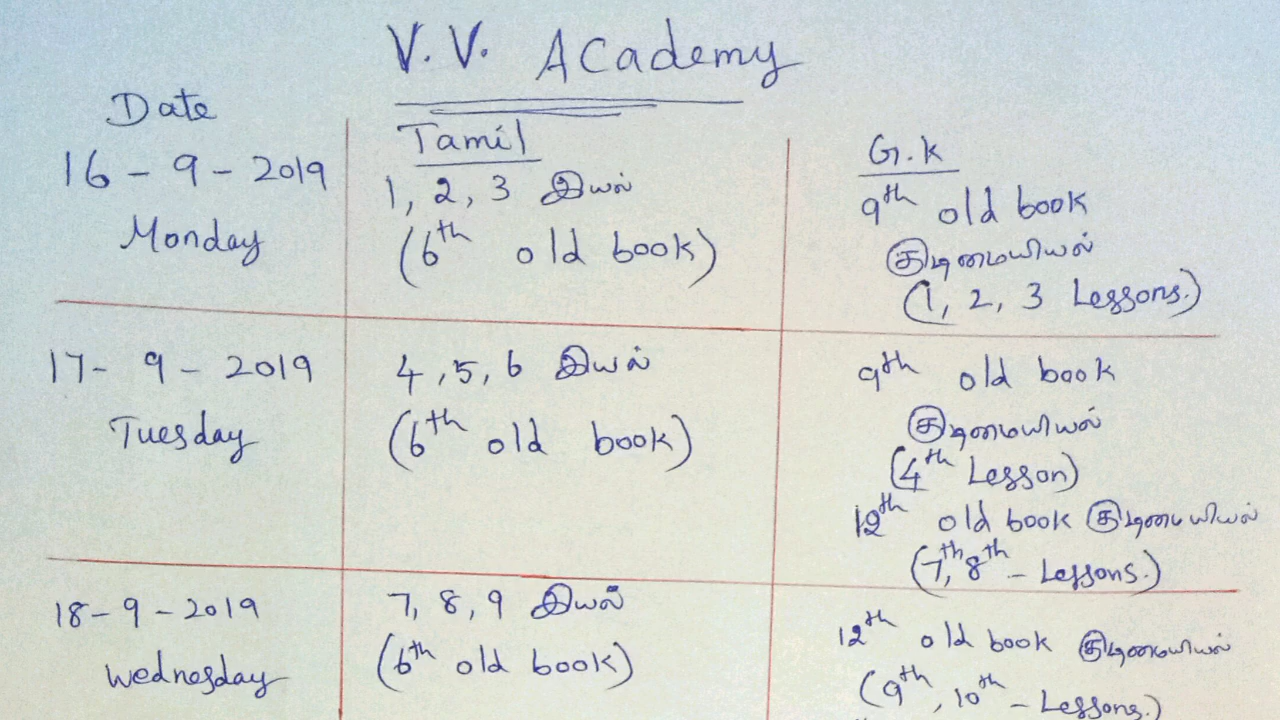 V. V. Academy
Date
Tamil
G.K
16 - 9 - 2019
Monday
1, 2, 3 இயல்
(6th old book)
9th old book
குடிமையியல்
(1, 2, 3 Lessons.)
17 - 9 - 2019
Tuesday
4, 5, 6 இயல்
(6th old book)
9th old book
குடிமையியல்
(4th Lesson)
12th old book குடிமையியல்
(7th, 8th - Lessons.)
18 - 9 - 2019
Wednesday
7, 8, 9 இயல்
(6th old book)
12th old book குடிமையியல்
(9th, 10th - Lessons.)